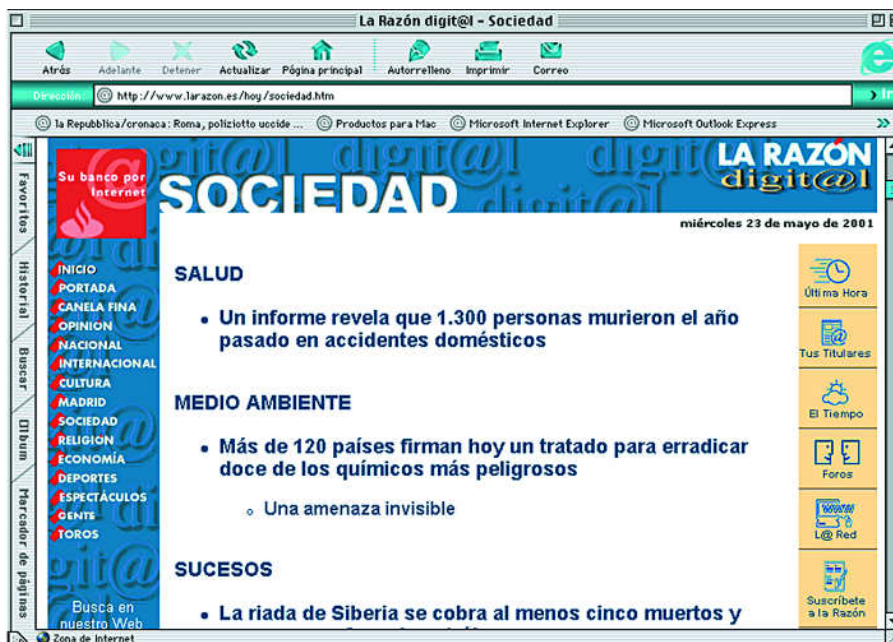 La Razón digit@l - Sociedad
Atrás Adelante Detener Actualizar Página principal Autorrelleno Imprimir Correo
Dirección: http://www.larazon.es/hoy/sociedad.htm
la Repubblica/cronaca: Roma, poliziotto uccide ... Productos para Mac Microsoft Internet Explorer Microsoft Outlook Express
Favoritos
Historial
Buscar
Álbum
Marcador de páginas
Su banco por
Internet
SOCIEDAD
LA RAZÓN
digit@l
miércoles 23 de mayo de 2001
INICIO
PORTADA
CANELA FINA
OPINION
NACIONAL
INTERNACIONAL
CULTURA
MADRID
SOCIEDAD
RELIGION
ECONOMÍA
DEPORTES
ESPECTÁCULOS
GENTE
TOROS
Busca en
nuestro Web
SALUD
• Un informe revela que 1.300 personas murieron el año
pasado en accidentes domésticos
MEDIO AMBIENTE
• Más de 120 países firman hoy un tratado para erradicar
doce de los químicos más peligrosos
◦ Una amenaza invisible
SUCESOS
• La riada de Siberia se cobra al menos cinco muertos y
Última Hora
Tus Titulares
El Tiempo
Foros
L@ Red
Suscríbete
a la Razón
Zona de Internet